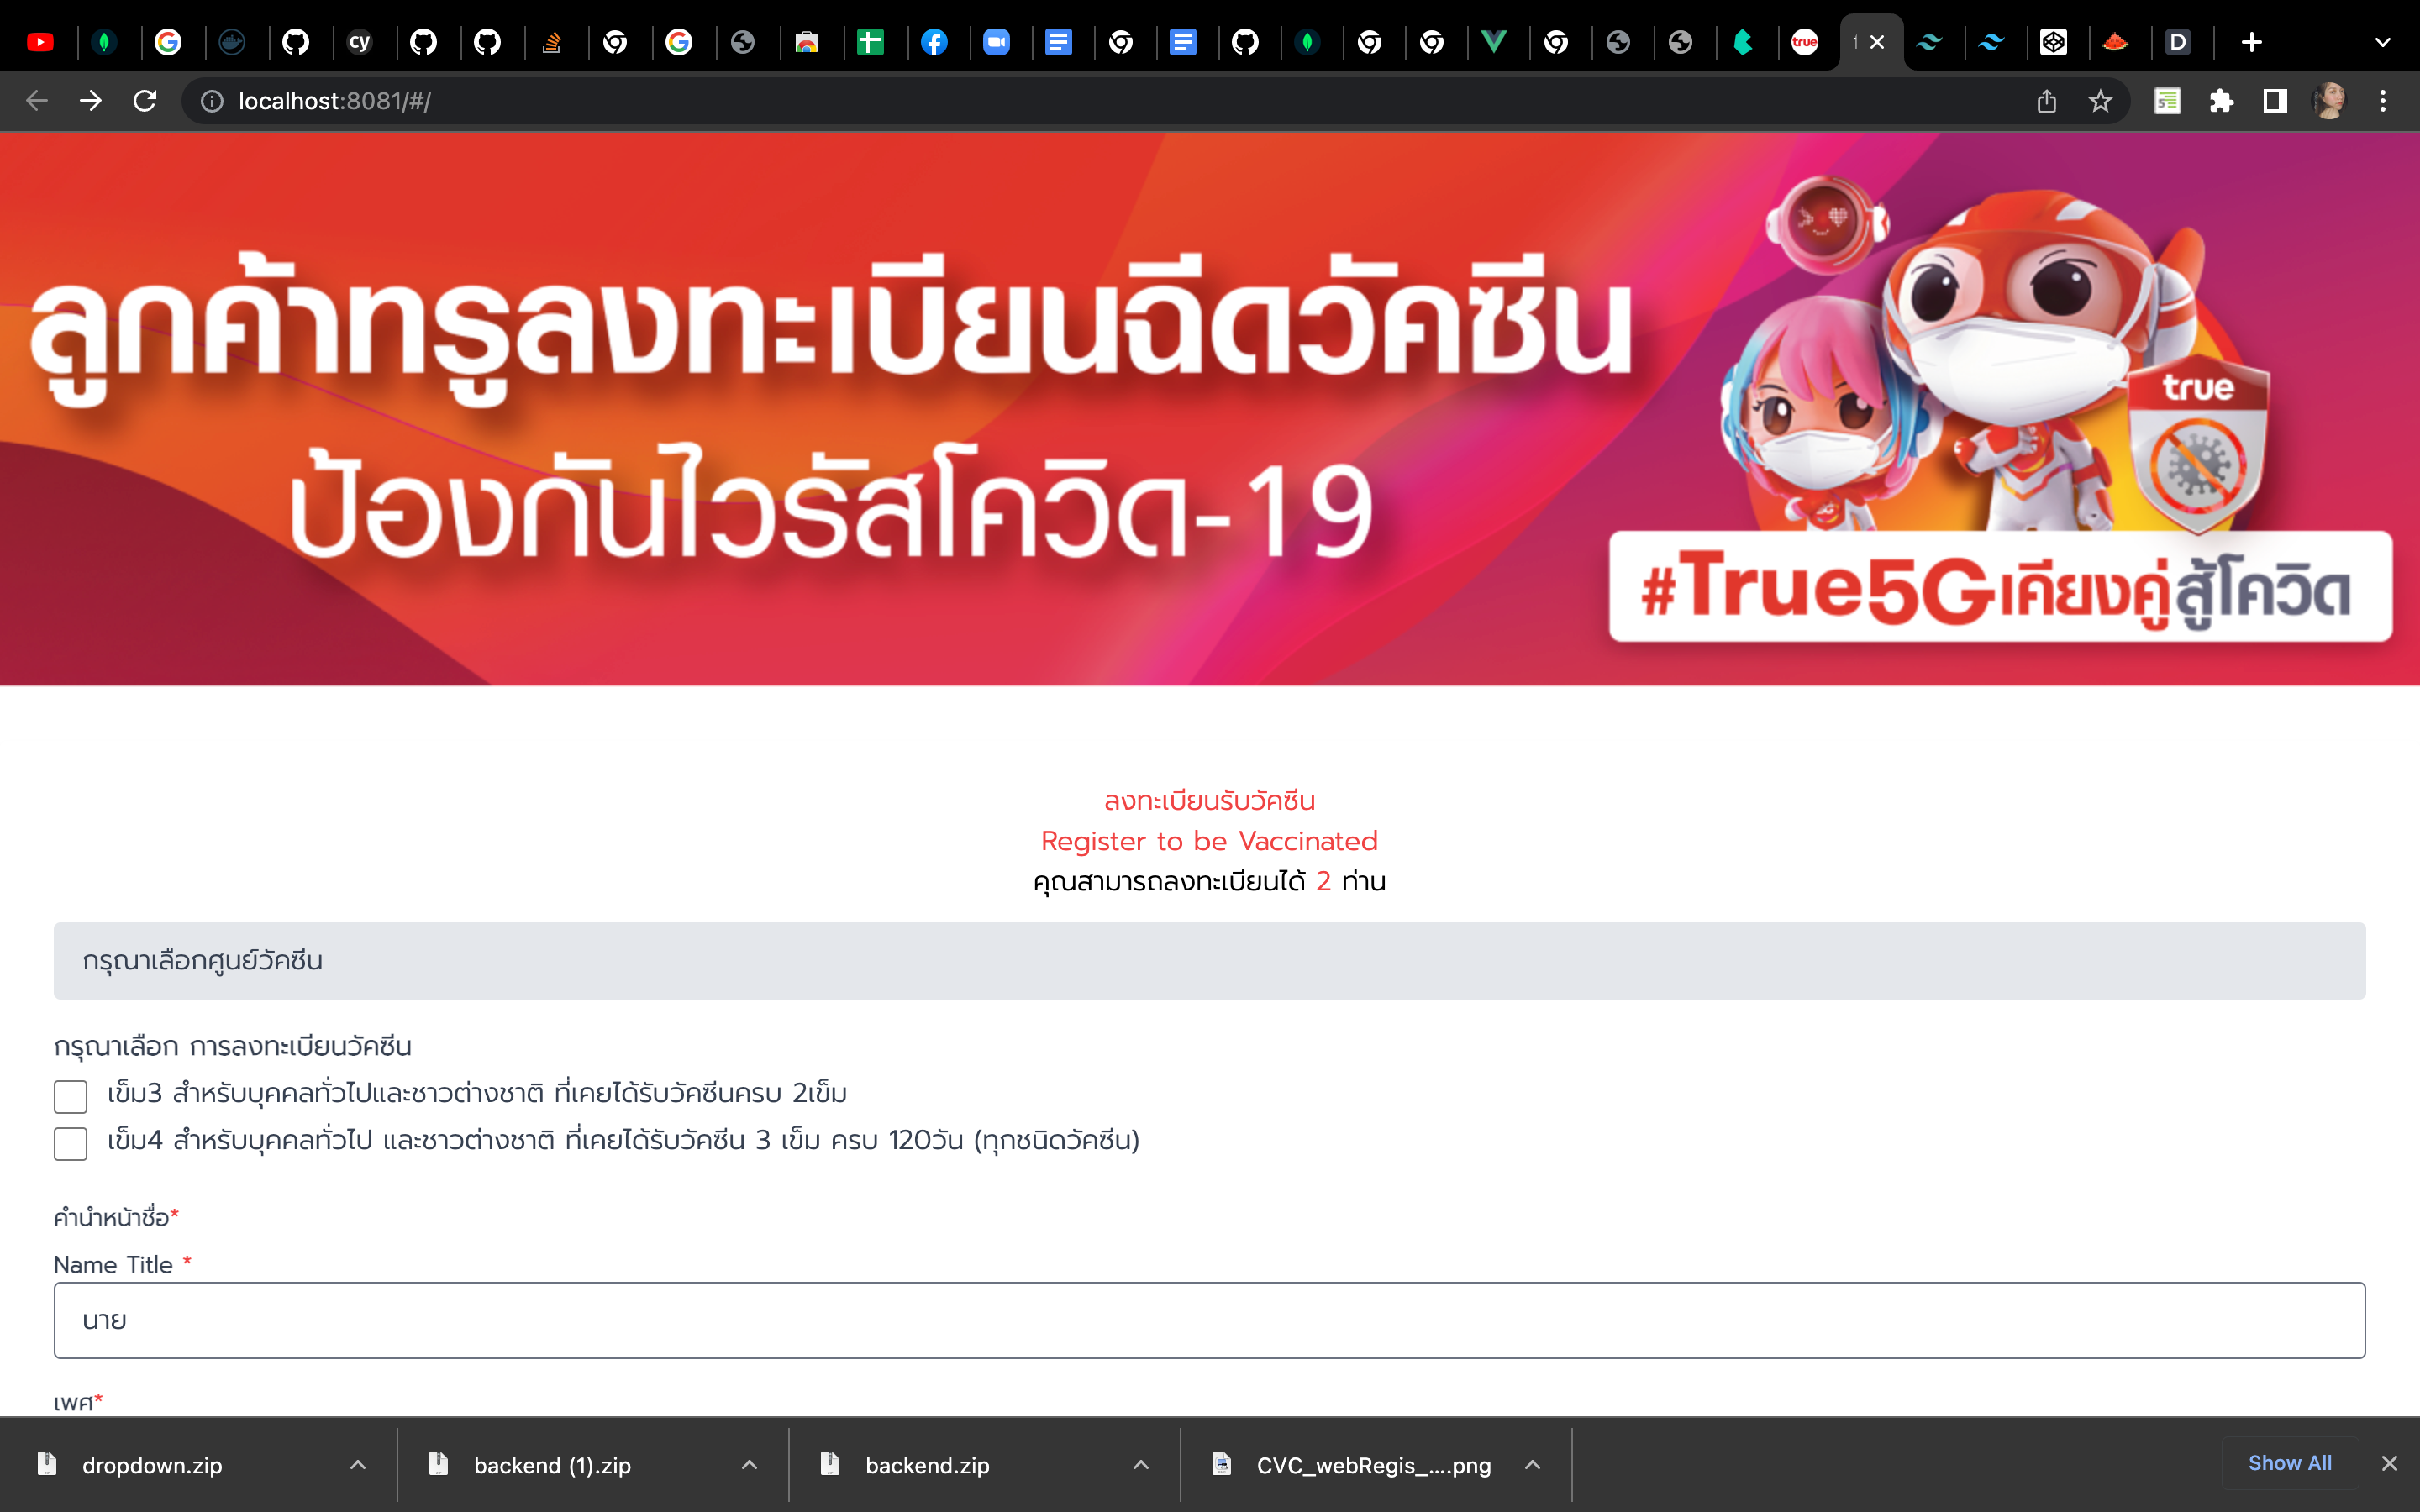 cy
true
D
localhost:8081/#/
5
ลูกค้าทรูลงทะเบียนฉีดวัคซีน
ป้องกันไวรัสโควิด-19
true
#True5Gเคียงคู่สู้โควิด
ลงทะเบียนรับวัคซีน
Register to be Vaccinated
คุณสามารถลงทะเบียนได้ 2 ท่าน
กรุณาเลือกศูนย์วัคซีน
กรุณาเลือก การลงทะเบียนวัคซีน
เข็ม3 สำหรับบุคคลทั่วไปและชาวต่างชาติ ที่เคยได้รับวัคซีนครบ 2เข็ม
เข็ม4 สำหรับบุคคลทั่วไป และชาวต่างชาติ ที่เคยได้รับวัคซีน 3 เข็ม ครบ 120วัน (ทุกชนิดวัคซีน)
คำนำหน้าชื่อ*
Name Title *
นาย
เพศ*
dropdown.zip
backend (1).zip
backend.zip
CVC_webRegis_....png
Show All